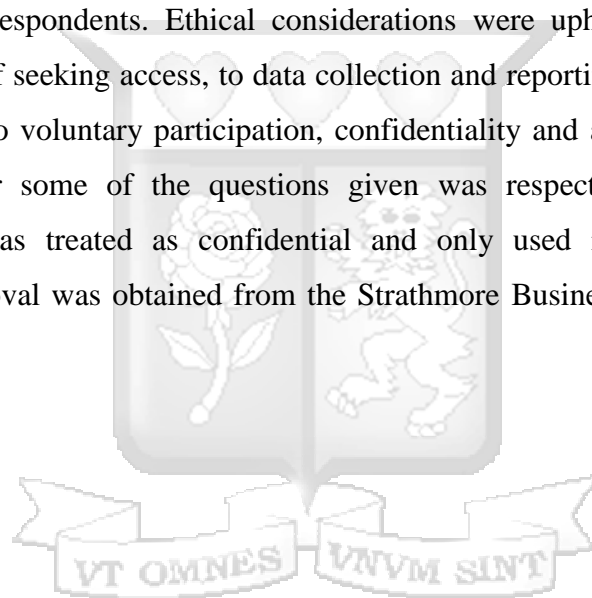 espondents. Ethical considerations were uph
f seeking access, to data collection and reporti
o voluntary participation, confidentiality and a
r some of the questions given was respect
as treated as confidential and only used
oval was obtained from the Strathmore Busine
VT OMNES VNVM SINT